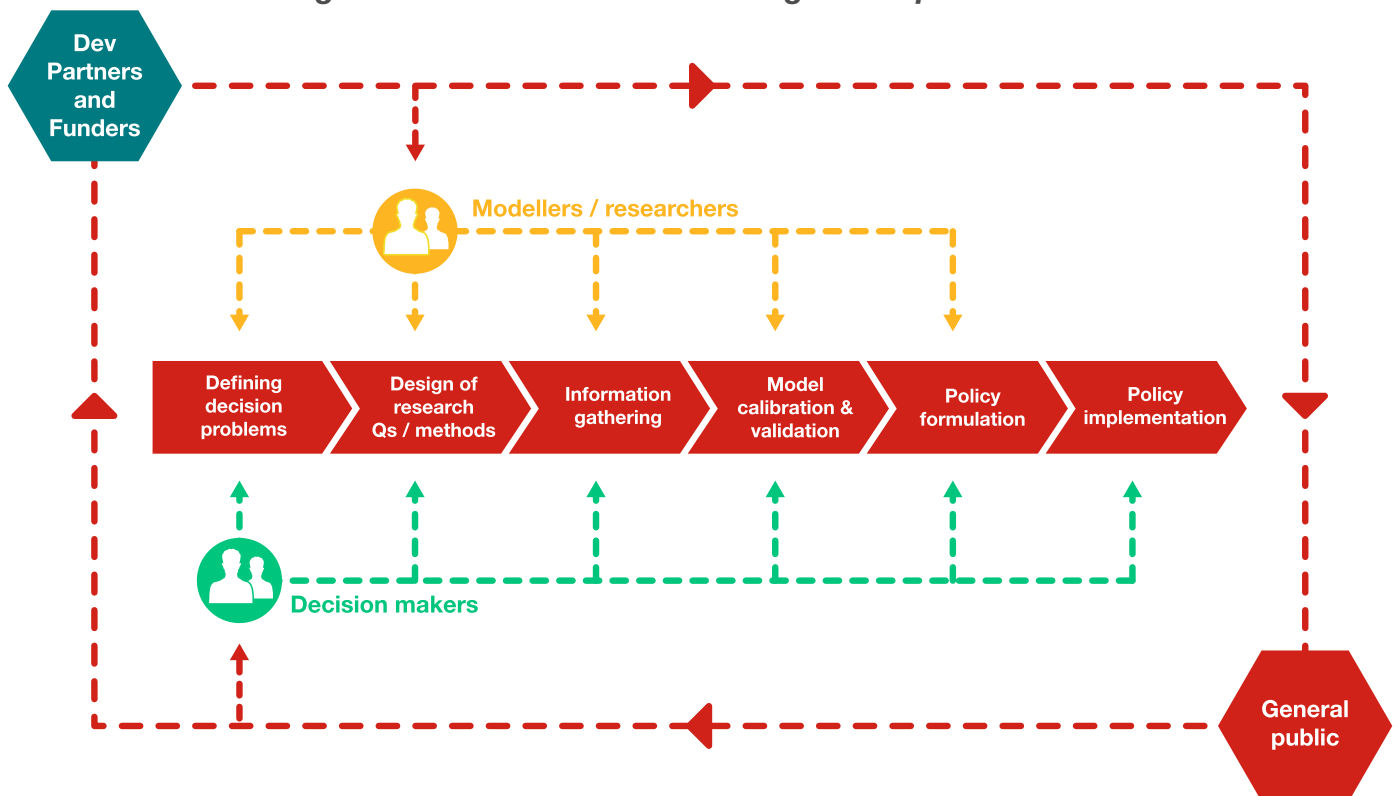 Dev
Partners
and
Funders
Modellers / researchers
Defining
decision
problems
Design of
research
Qs / methods
Information
gathering
Model
calibration &
validation
Policy
formulation
Policy
implementation
Decision makers
General
public